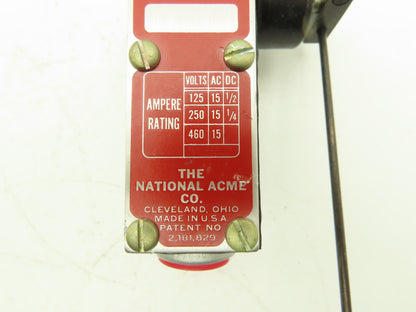 VOLTS AC DC
AMPERE RATING
125 15 1/2
250 15 1/4
460 15
THE
NATIONAL ACME
CO.
CLEVELAND, OHIO
MADE IN U.S.A.
PATENT NO
2,181,829